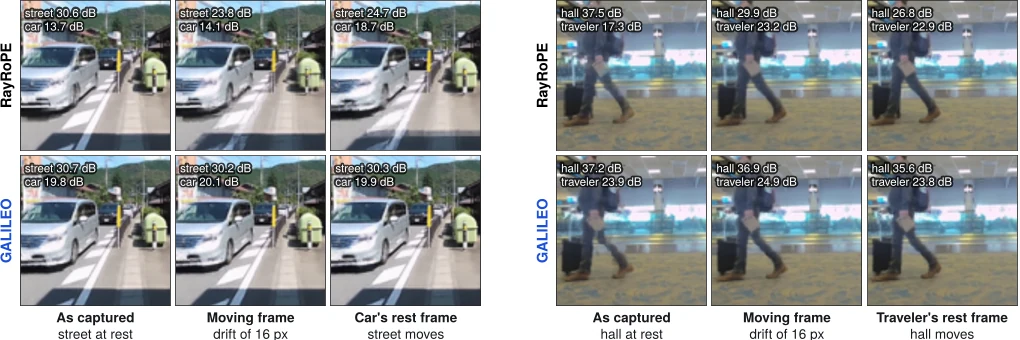 RayRoPE
street 30.6 dB
car 13.7 dB
street 23.8 dB
car 14.1 dB
street 24.7 dB
car 18.7 dB
hall 37.5 dB
traveler 17.3 dB
hall 29.9 dB
traveler 23.2 dB
hall 26.8 dB
traveler 22.9 dB
RayRoPE
GALILEO
street 30.7 dB
car 19.8 dB
street 30.2 dB
car 20.1 dB
street 30.3 dB
car 19.9 dB
GALILEO
hall 37.2 dB
traveler 23.9 dB
hall 36.9 dB
traveler 24.9 dB
hall 35.6 dB
traveler 23.8 dB
As captured
street at rest
Moving frame
drift of 16 px
Car's rest frame
street moves
As captured
hall at rest
Moving frame
drift of 16 px
Traveler's rest frame
hall moves